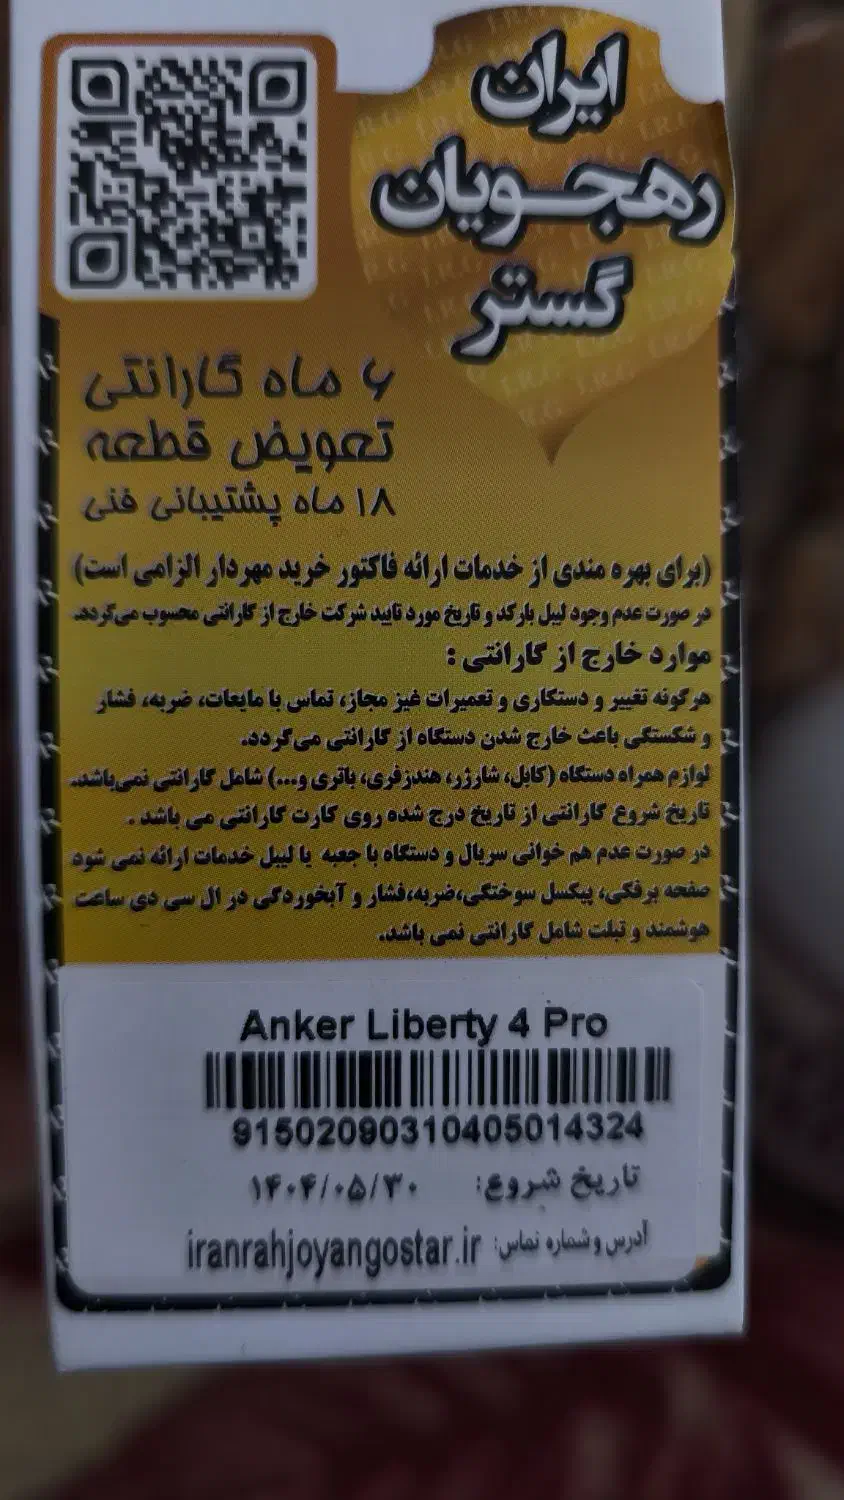 ایران
رهجویان
گستر
۶ ماه گارانتی
تعویض قطعه
۱۸ ماه پشتیبانی فنی
(برای بهره مندی از خدمات ارائه فاکتور خرید مهردار الزامی است)
در صورت عدم وجود لیبل بارکد و تاریخ مورد تایید شرکت خارج از گارانتی محسوب می‌گردد.
موارد خارج از گارانتی :
هرگونه تغییر و دستکاری و تعمیرات غیز مجاز، تماس با مایعات، ضربه، فشار
و شکستگی باعث خارج شدن دستگاه از گارانتی می‌گردد.
لوازم همراه دستگاه (کابل، شارژر، هندزفری، باتری و...) شامل گارانتی نمی‌باشد.
تاریخ شروع گارانتی از تاریخ درج شده روی کارت گارانتی می باشد .
در صورت عدم هم خوانی سریال و دستگاه با جعبه یا لیبل خدمات ارائه نمی شود
صفحه برفکی، پیکسل سوختگی،ضربه،فشار و آبخوردگی در ال سی دی ساعت
هوشمند و تبلت شامل گارانتی نمی باشد.
Anker Liberty 4 Pro
91502090310405014324
تاریخ شروع: ۱۴۰۴/۰۵/۳۰
آدرس و شماره تماس: iranrahjoyangostar.ir